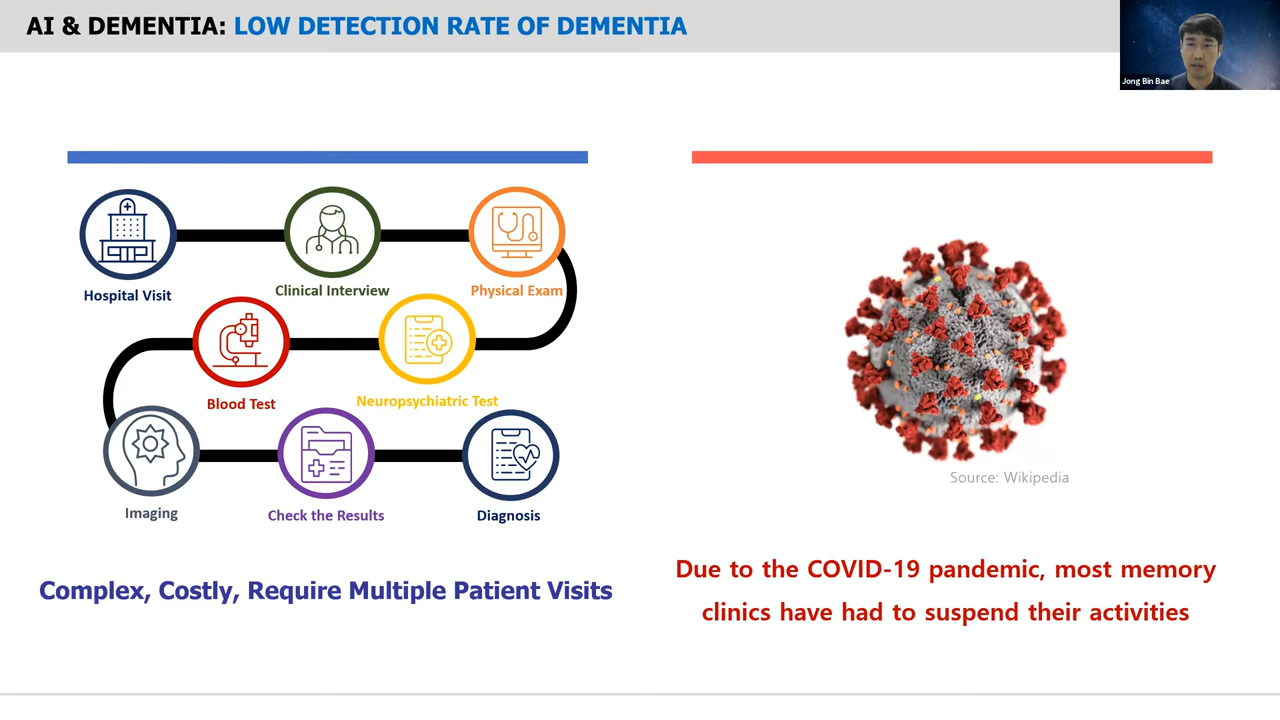 AI & DEMENTIA: LOW DETECTION RATE OF DEMENTIA
Jong Bin Bae
Hospital Visit
Clinical Interview
Physical Exam
Blood Test
Neuropsychiatric Test
Imaging
Check the Results
Diagnosis
Complex, Costly, Require Multiple Patient Visits
Source: Wikipedia
Due to the COVID-19 pandemic, most memory
clinics have had to suspend their activities